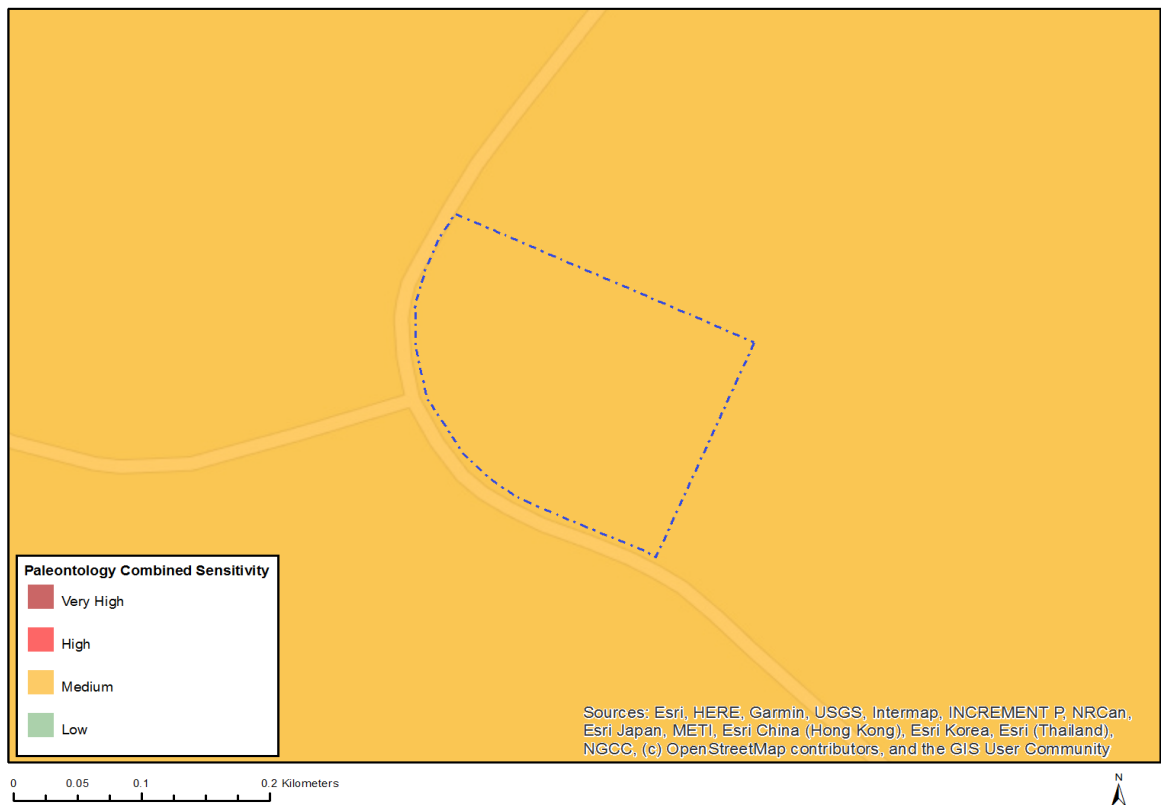 Paleontology Combined Sensitivity
Very High
High
Medium
Low
Sources: Esri, HERE, Garmin, USGS, Intermap, INCREMENT P, NRCan,
Esri Japan, METI, Esri China (Hong Kong), Esri Korea, Esri (Thailand),
NGCC, (c) OpenStreetMap contributors, and the GIS User Community
0 0.05 0.1 0.2 Kilometers
N